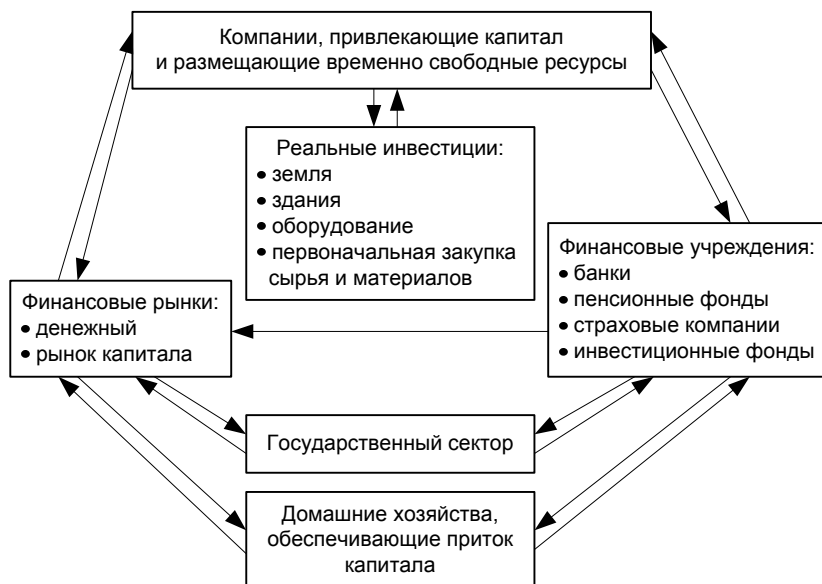 Компании, привлекающие капитал
и размещающие временно свободные ресурсы
Реальные инвестиции:
• земля
• здания
• оборудование
• первоначальная закупка
сырья и материалов
Финансовые учреждения:
• банки
• пенсионные фонды
• страховые компании
• инвестиционные фонды
Финансовые рынки:
• денежный
• рынок капитала
Государственный сектор
Домашние хозяйства,
обеспечивающие приток
капитала